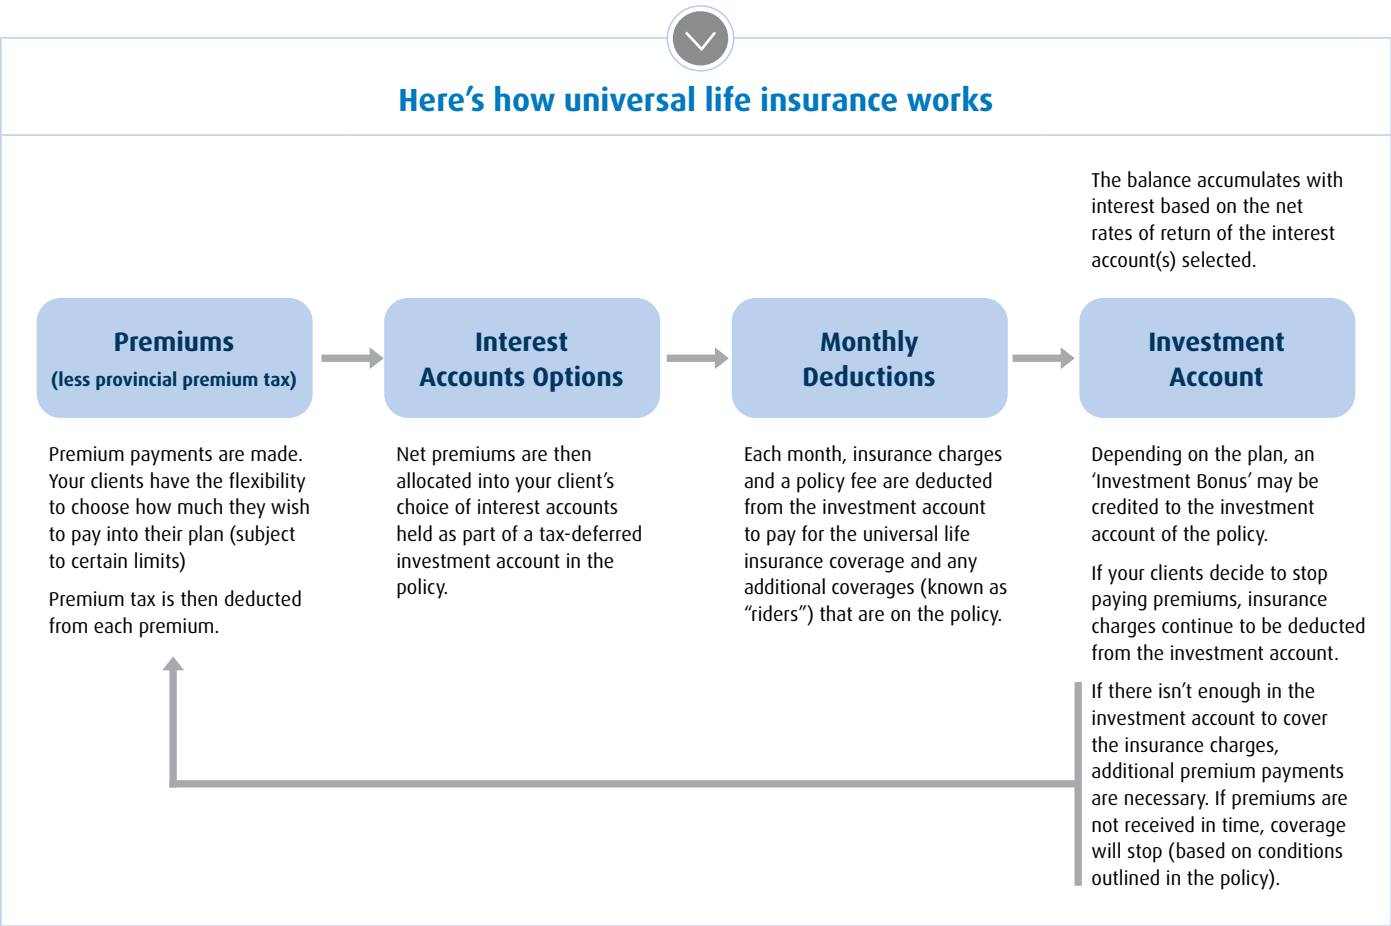 Here’s how universal life insurance works
Premiums
(less provincial premium tax)
Premium payments are made.
Your clients have the flexibility
to choose how much they wish
to pay into their plan (subject
to certain limits)
Premium tax is then deducted
from each premium.
Interest
Accounts Options
Net premiums are then
allocated into your client’s
choice of interest accounts
held as part of a tax-deferred
investment account in the
policy.
Monthly
Deductions
Each month, insurance charges
and a policy fee are deducted
from the investment account
to pay for the universal life
insurance coverage and any
additional coverages (known as
“riders”) that are on the policy.
The balance accumulates with
interest based on the net
rates of return of the interest
account(s) selected.
Investment
Account
Depending on the plan, an
‘Investment Bonus’ may be
credited to the investment
account of the policy.
If your clients decide to stop
paying premiums, insurance
charges continue to be deducted
from the investment account.
If there isn’t enough in the
investment account to cover
the insurance charges,
additional premium payments
are necessary. If premiums are
not received in time, coverage
will stop (based on conditions
outlined in the policy).